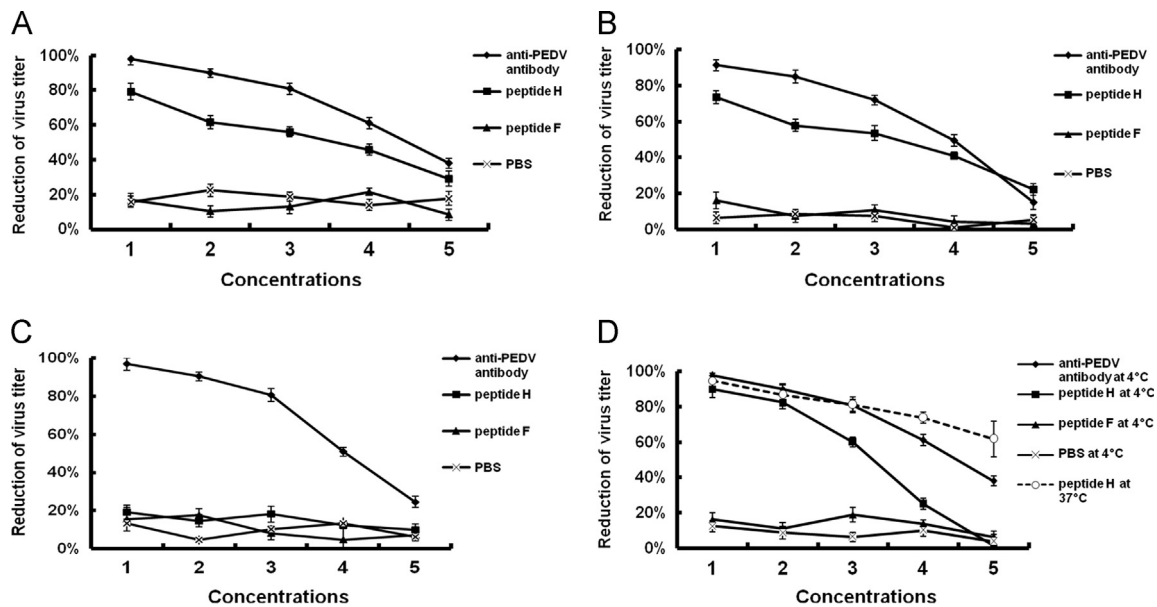 A
Reduction of virus titer
100%
80%
60%
40%
20%
0%
1 2 3 4 5
Concentrations
anti-PEDV
antibody
peptide H
peptide F
PBS
B
Reduction of virus titer
100%
80%
60%
40%
20%
0%
1 2 3 4 5
Concentrations
anti-PEDV
antibody
peptide H
peptide F
PBS
C
Reduction of virus titer
100%
80%
60%
40%
20%
0%
1 2 3 4 5
Concentrations
anti-PEDV
antibody
peptide H
peptide F
PBS
D
Reduction of virus titer
100%
80%
60%
40%
20%
0%
1 2 3 4 5
Concentrations
anti-PEDV
antibody at 4°C
peptide H at 4°C
peptide F at 4°C
PBS at 4°C
peptide H at
37°C